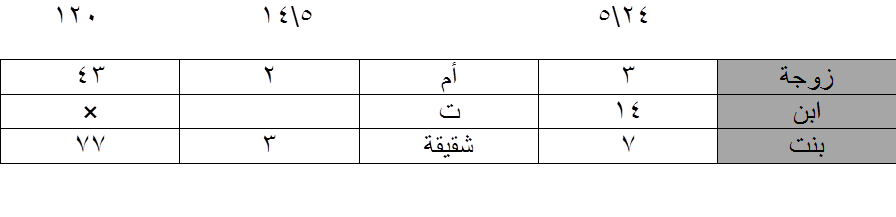 ٥\٢٤ ١٤\٥ ١٢٠
زوجة ٣ أم ٢ ٤٣
ابن ١٤ ت ×
بنت ٧ شقيقة ٣ ٧٧